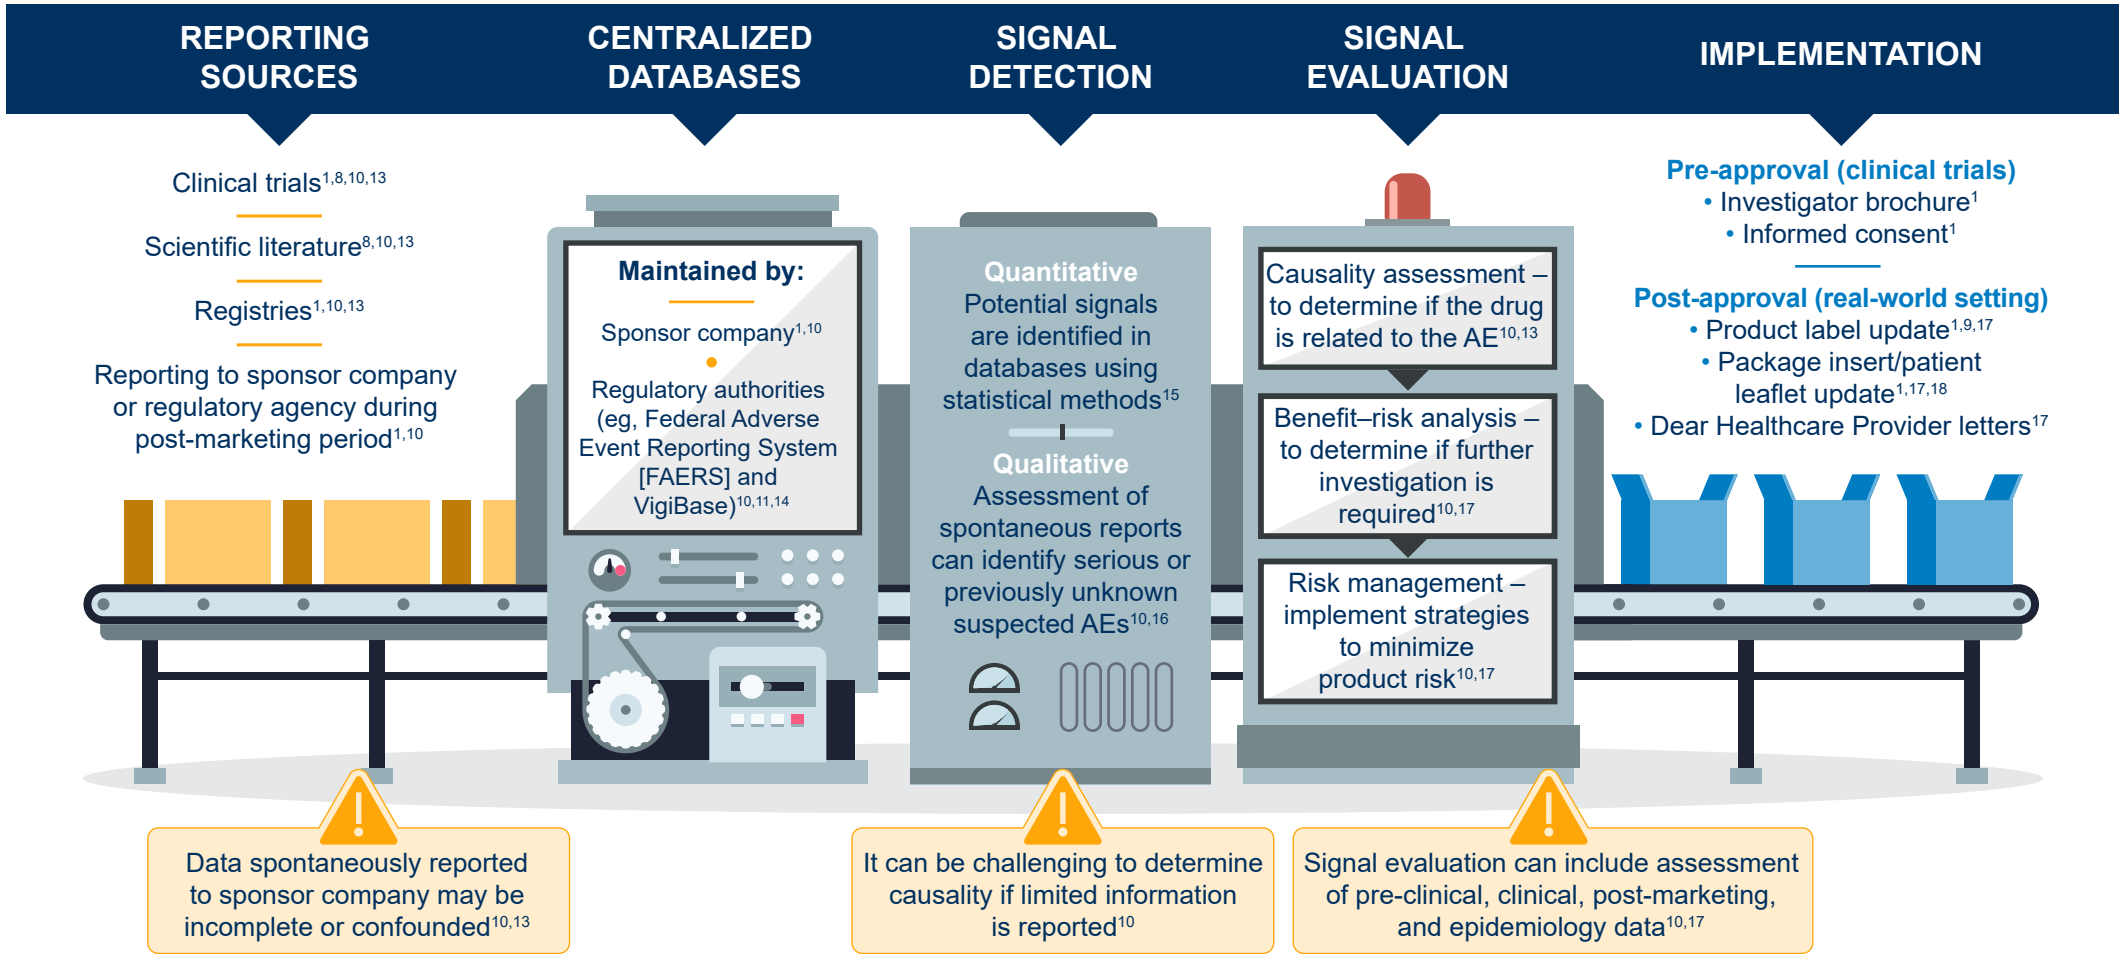 REPORTING
SOURCES
CENTRALIZED
DATABASES
SIGNAL
DETECTION
SIGNAL
EVALUATION
IMPLEMENTATION
Clinical trials1,8,10,13
Scientific literature8,10,13
Registries1,10,13
Reporting to sponsor company
or regulatory agency during
post-marketing period1,10
Maintained by:
Sponsor company1,10
Regulatory authorities
(eg, Federal Adverse
Event Reporting System
[FAERS] and
VigiBase)10,11,14
Quantitative
Potential signals
are identified in
databases using
statistical methods15
Qualitative
Assessment of
spontaneous reports
can identify serious or
previously unknown
suspected AEs10,16
Causality assessment –
to determine if the drug
is related to the AE10,13
Benefit–risk analysis –
to determine if further
investigation is
required10,17
Risk management –
implement strategies
to minimize
product risk10,17
Pre-approval (clinical trials)
• Investigator brochure1
• Informed consent1
Post-approval (real-world setting)
• Product label update1,9,17
• Package insert/patient
leaflet update1,17,18
• Dear Healthcare Provider letters17
Data spontaneously reported
to sponsor company may be
incomplete or confounded10,13
It can be challenging to determine
causality if limited information
is reported10
Signal evaluation can include assessment
of pre-clinical, clinical, post-marketing,
and epidemiology data10,17